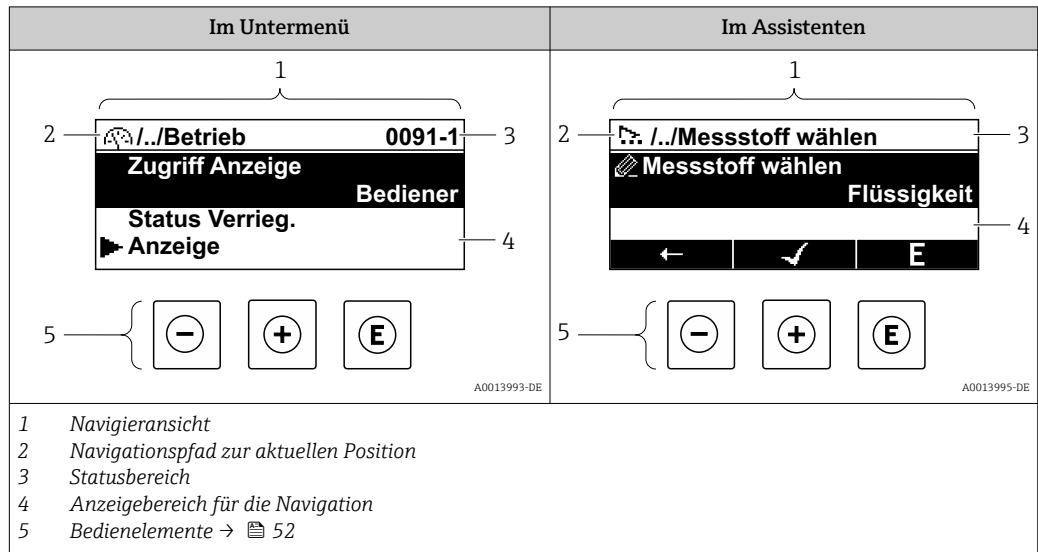 Im Untermenü
Im Assistenten
1
2
/../Betrieb 0091-1
3
Zugriff Anzeige
Bediener
Status Verrieg.
Anzeige
4
5
- + E
A0013993-DE
1
2
/../Messstoff wählen
3
Messstoff wählen
Flüssigkeit
4
← ✓ E
5
- + E
A0013995-DE
1 Navigieransicht
2 Navigationspfad zur aktuellen Position
3 Statusbereich
4 Anzeigebereich für die Navigation
5 Bedienelemente → 52